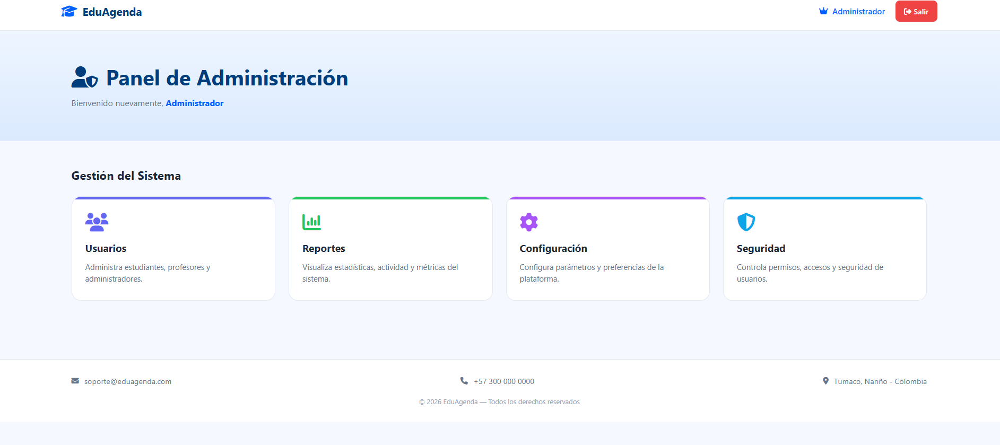 EduAgenda
Administrador
Salir
Panel de Administración
Bienvenido nuevamente, Administrador
Gestión del Sistema
Usuarios
Administra estudiantes, profesores y
administradores.
Reportes
Visualiza estadísticas, actividad y métricas del
sistema.
Configuración
Configura parámetros y preferencias de la
plataforma.
Seguridad
Controla permisos, accesos y seguridad de
usuarios.
soporte@eduagenda.com
+57 300 000 0000
Tumaco, Nariño - Colombia
© 2026 EduAgenda — Todos los derechos reservados